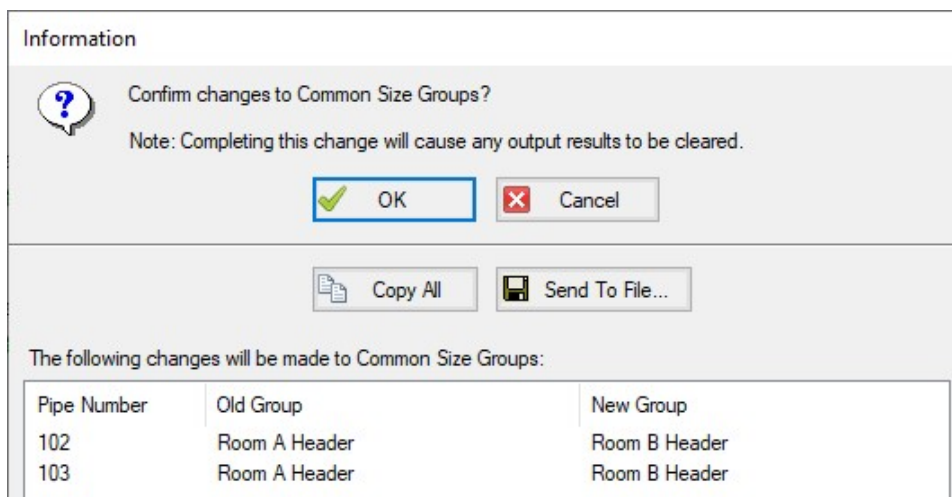 Information
Confirm changes to Common Size Groups?
Note: Completing this change will cause any output results to be cleared.
OK Cancel
Copy All Send To File...
The following changes will be made to Common Size Groups:
Pipe Number Old Group New Group
102 Room A Header Room B Header
103 Room A Header Room B Header